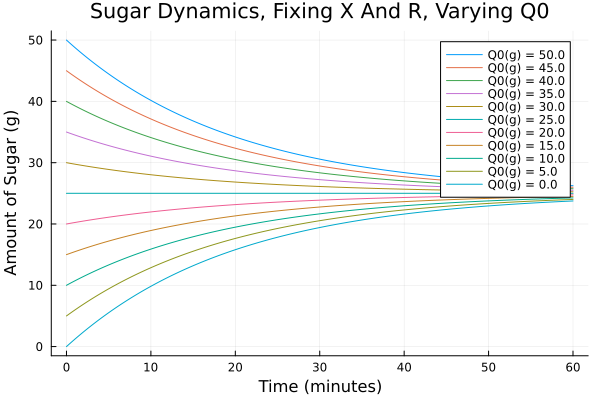 Sugar Dynamics, Fixing X And R, Varying Q0
50
40
30
20
10
0
Amount of Sugar (g)
Q0(g) = 50.0
Q0(g) = 45.0
Q0(g) = 40.0
Q0(g) = 35.0
Q0(g) = 30.0
Q0(g) = 25.0
Q0(g) = 20.0
Q0(g) = 15.0
Q0(g) = 10.0
Q0(g) = 5.0
Q0(g) = 0.0
0 10 20 30 40 50 60
Time (minutes)